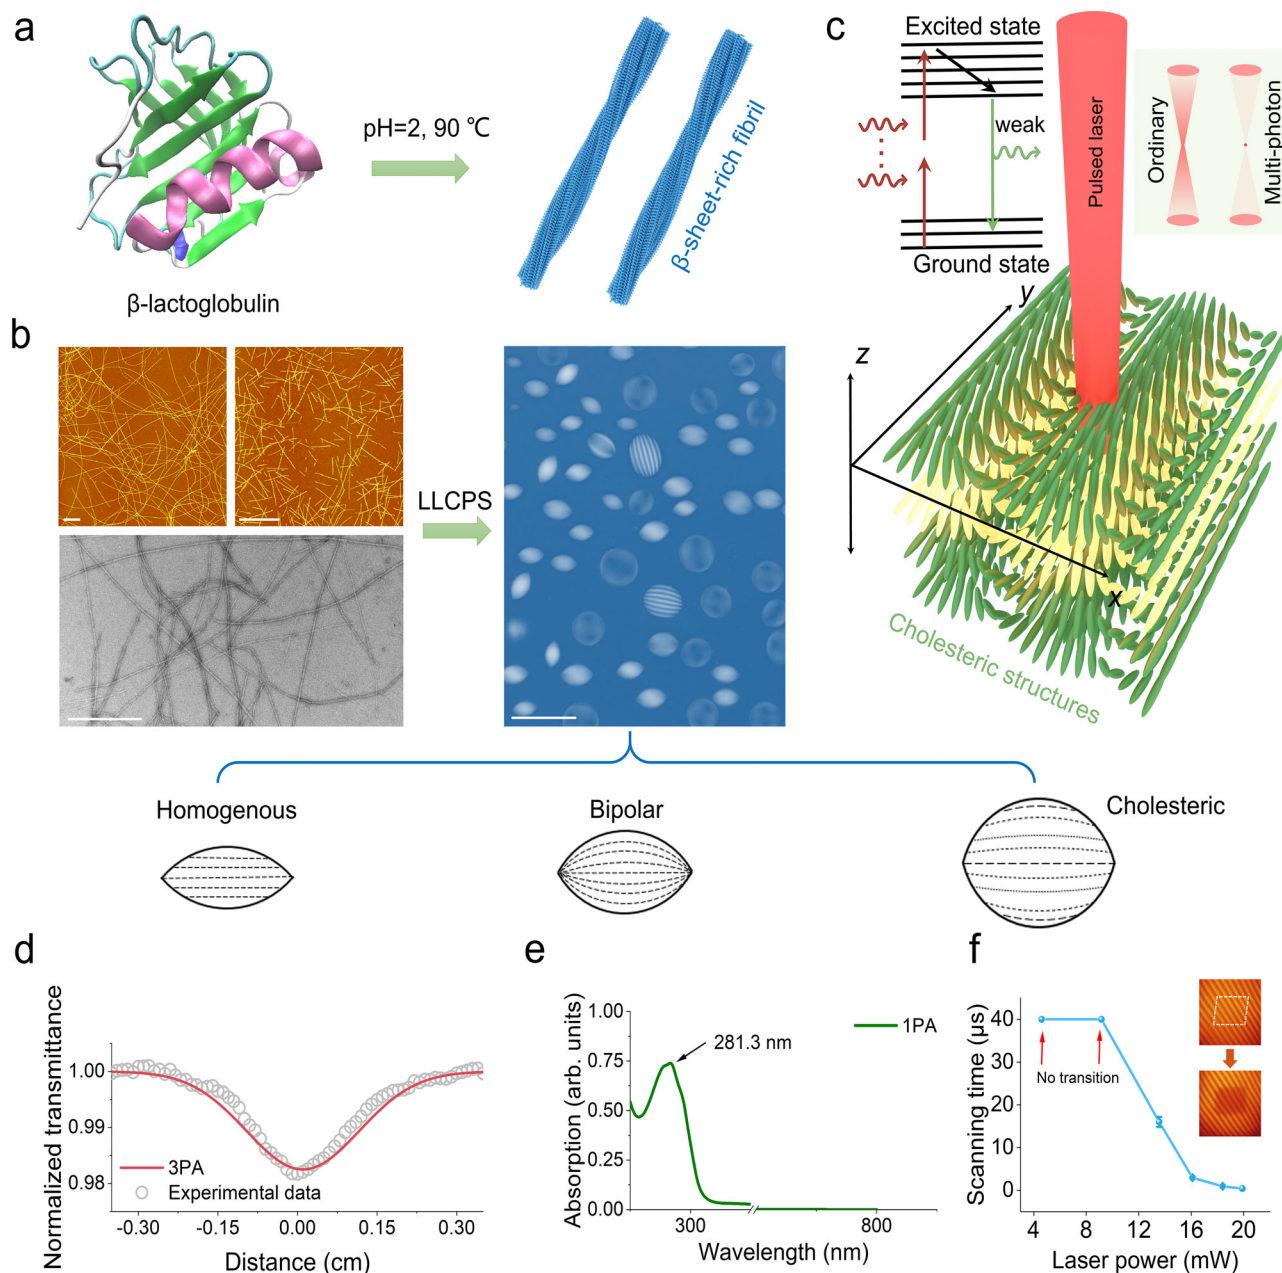 a
pH=2, 90 ℃
β-lactoglobulin
β-sheet-rich fibril
b
LLCPS
Homogenous
Bipolar
Cholesteric
c
Excited state
weak
Ground state
Pulsed laser
Ordinary
Multi-photon
y
z
x
Cholesteric structures
d
Normalized transmittance
1.00
0.99
0.98
3PA
Experimental data
-0.30
-0.15
0.00
0.15
0.30
Distance (cm)
e
Absorption (arb. units)
1.00
0.75
0.50
0.25
0.00
1PA
281.3 nm
300
800
Wavelength (nm)
f
Scanning time (µs)
40
30
20
10
0
No transition
4
8
12
16
20
Laser power (mW)